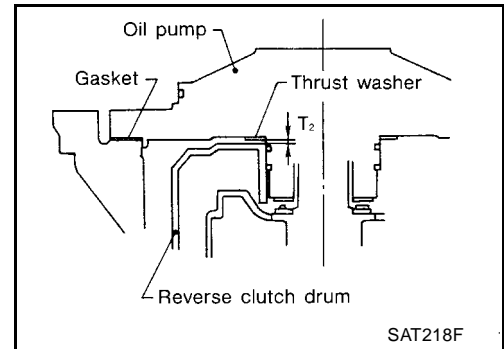 Oil pump
Gasket
Thrust washer
T₂
Reverse clutch drum
SAT218F